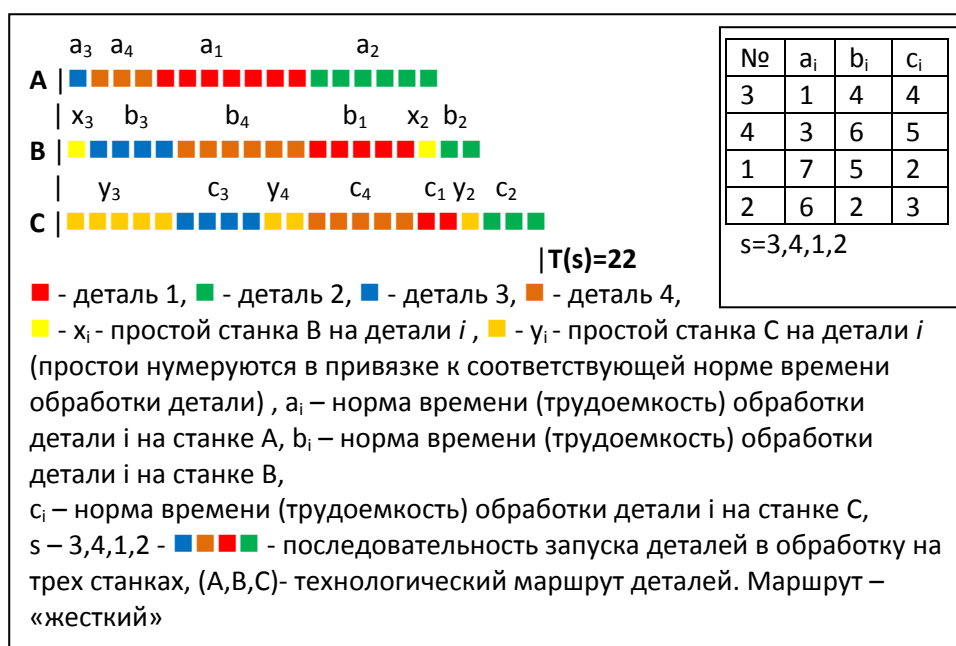 a₃ a₄ a₁ a₂
A |
| x₃ b₃ b₄ b₁ x₂ b₂
B |
| y₃ c₃ y₄ c₄ c₁ y₂ c₂
C |
|T(s)=22
№ aᵢ bᵢ cᵢ
3 1 4 4
4 3 6 5
1 7 5 2
2 6 2 3
s=3,4,1,2
- деталь 1, - деталь 2, - деталь 3, - деталь 4,
- xᵢ - простой станка В на детали i , - yᵢ - простой станка С на детали i
(простои нумеруются в привязке к соответствующей норме времени
обработки детали) , aᵢ – норма времени (трудоемкость) обработки
детали i на станке А, bᵢ – норма времени (трудоемкость) обработки
детали i на станке В,
cᵢ – норма времени (трудоемкость) обработки детали i на станке С,
s – 3,4,1,2 - - последовательность запуска деталей в обработку на
трех станках, (А,В,С)- технологический маршрут деталей. Маршрут –
«жесткий»